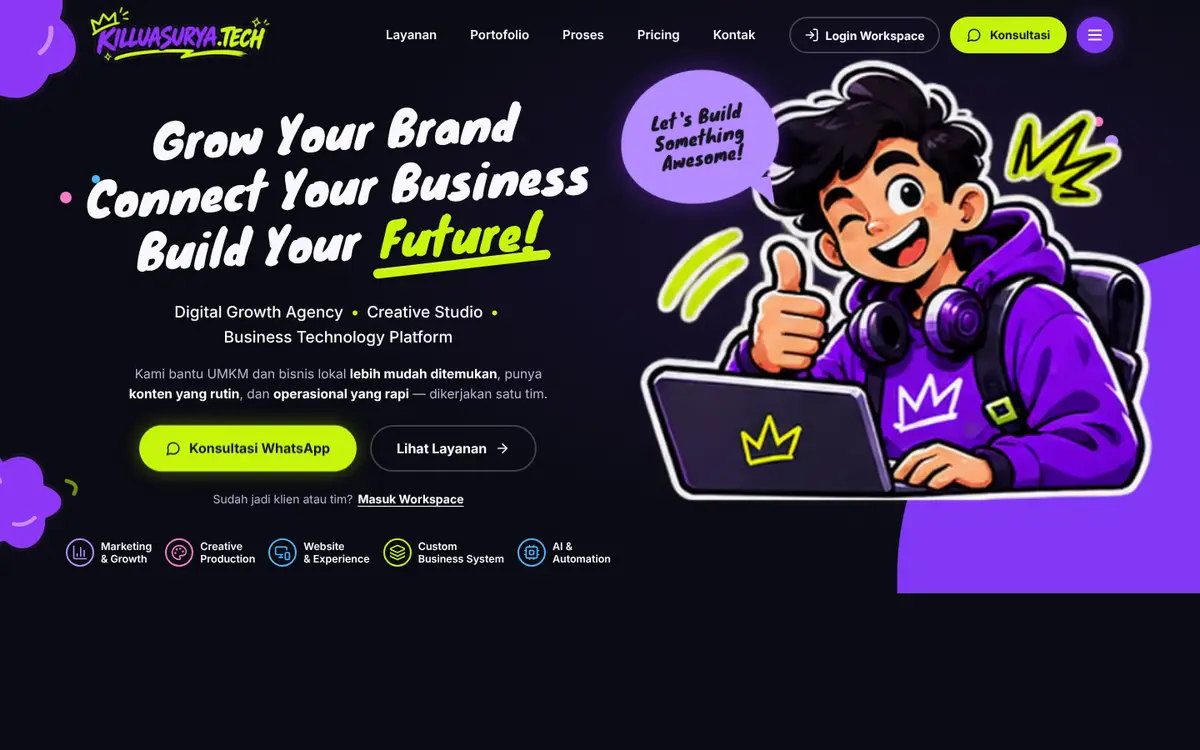 KILLUASURYA.TECH
Layanan
Portofolio
Proses
Pricing
Kontak
Login Workspace
Konsultasi
Let's Build
Something
Awesome!
Grow Your Brand
Connect Your Business
Build Your Future!
Digital Growth Agency • Creative Studio •
Business Technology Platform
Kami bantu UMKM dan bisnis lokal lebih mudah ditemukan, punya
konten yang rutin, dan operasional yang rapi — dikerjakan satu tim.
Konsultasi WhatsApp
Lihat Layanan →
Sudah jadi klien atau tim? Masuk Workspace
Marketing
& Growth
Creative
Production
Website
& Experience
Custom
Business System
AI &
Automation